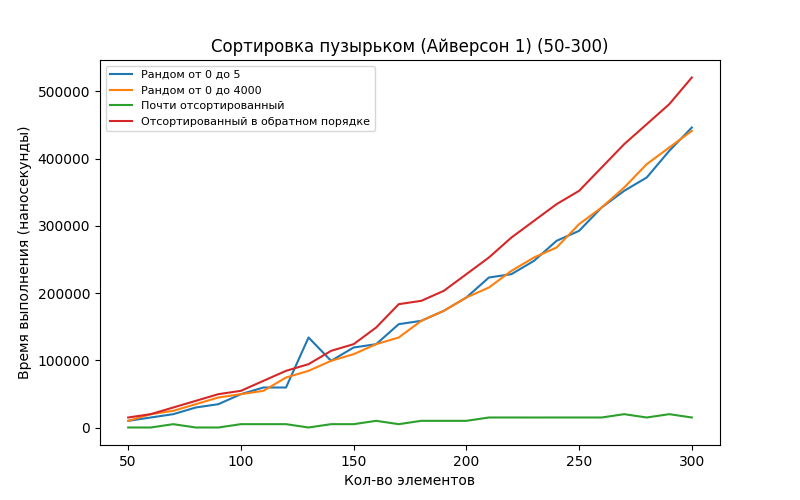 Сортировка пузырьком (Айверсон 1) (50-300)
Рандом от 0 до 5
Рандом от 0 до 4000
Почти отсортированный
Отсортированный в обратном порядке
Время выполнения (наносекунды)
500000
400000
300000
200000
100000
0
50
100
150
200
250
300
Кол-во элементов